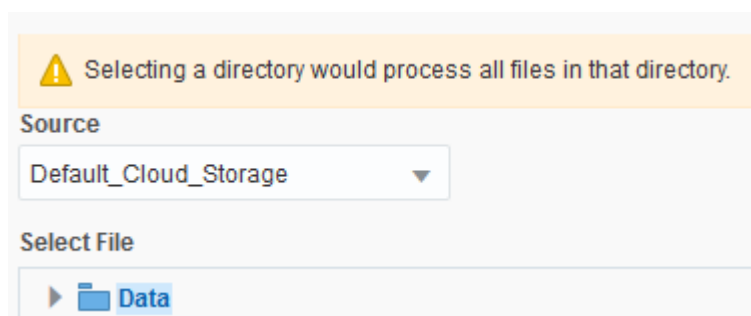 Selecting a directory would process all files in that directory.
Source
Default_Cloud_Storage
Select File
Data